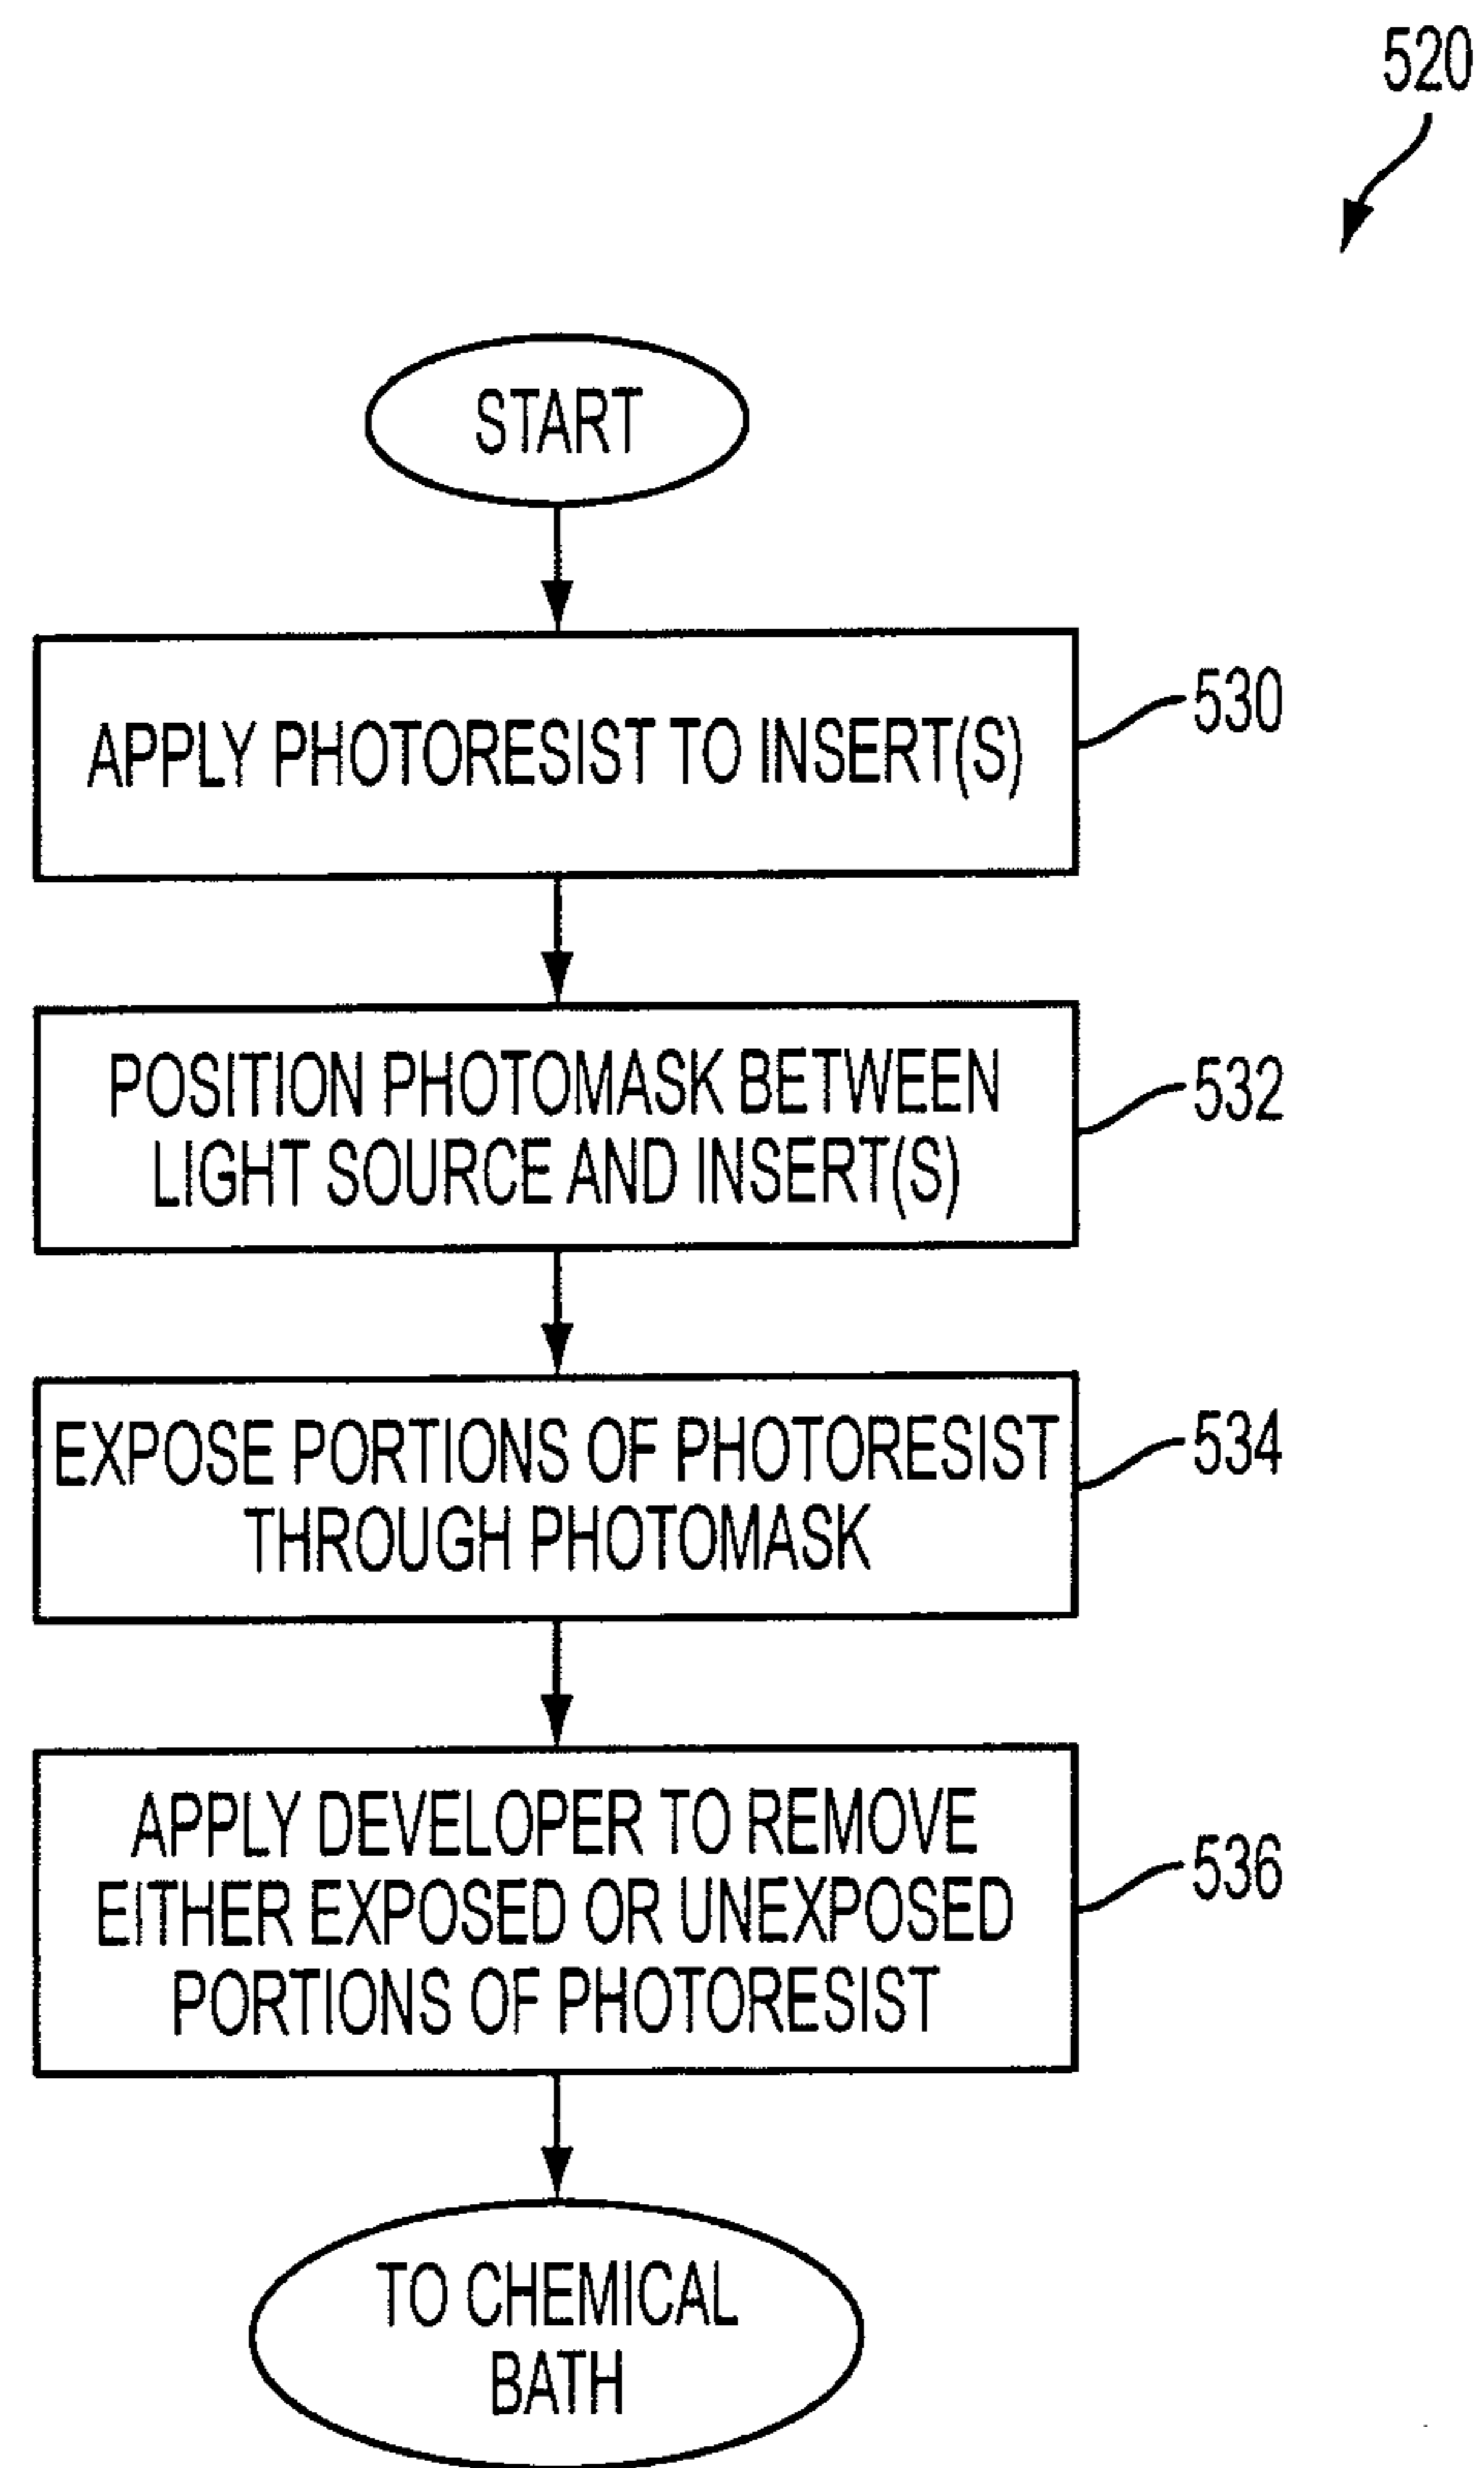 520
START
APPLY PHOTORESIST TO INSERT(S)
530
POSITION PHOTOMASK BETWEEN
LIGHT SOURCE AND INSERT(S)
532
EXPOSE PORTIONS OF PHOTORESIST
THROUGH PHOTOMASK
534
APPLY DEVELOPER TO REMOVE
EITHER EXPOSED OR UNEXPOSED
PORTIONS OF PHOTORESIST
536
TO CHEMICAL
BATH